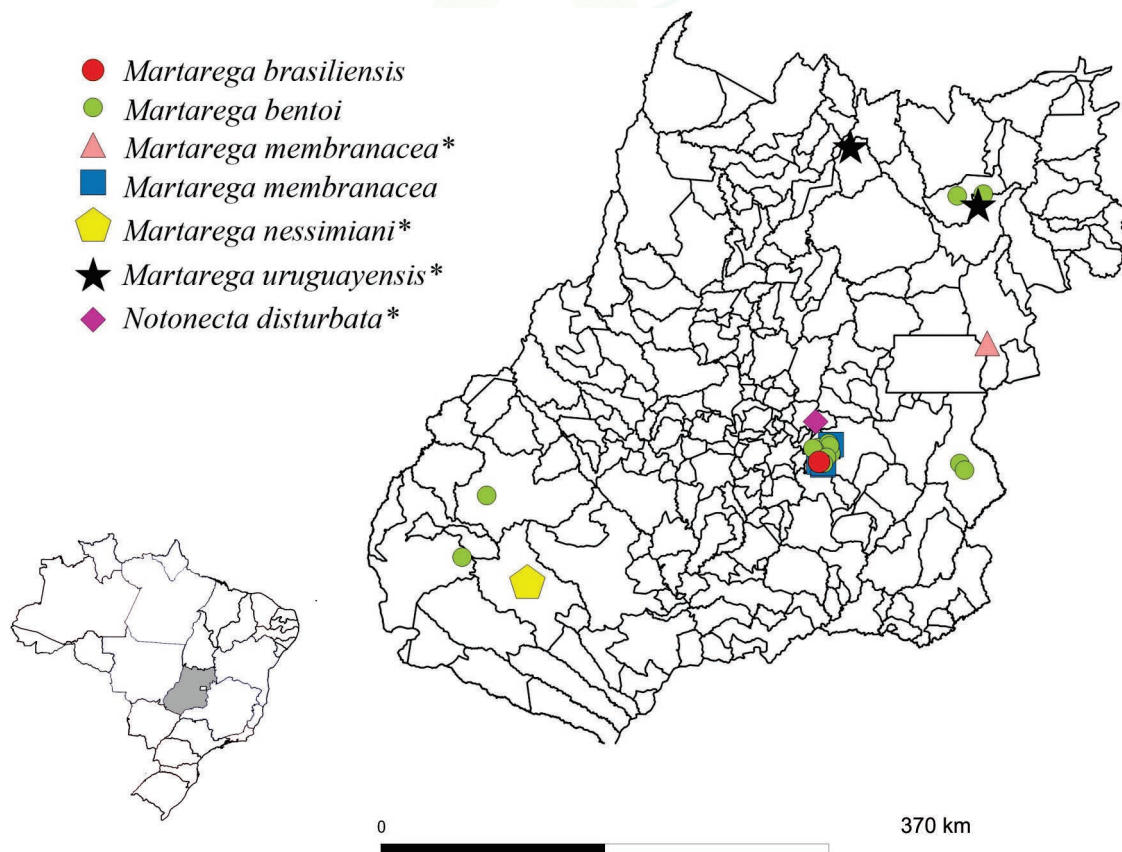 Martarega brasiliensis
Martarega bentoi
Martarega membranacea*
Martarega membranacea
Martarega nessimiani*
Martarega uruguayensis*
Notonecta disturbata*
0 370 km